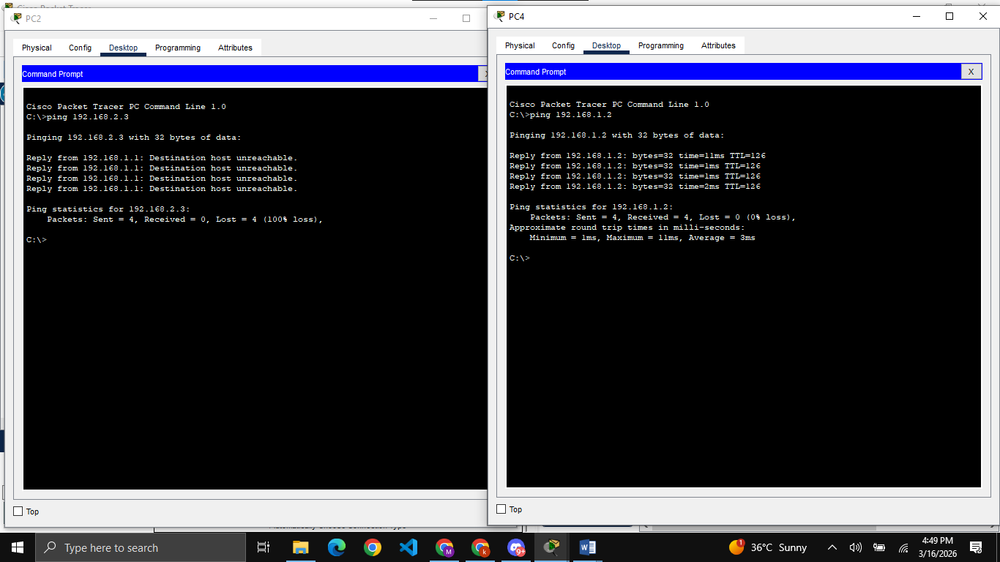 Cisco Packet Tracer
PC2
Physical Config Desktop Programming Attributes
Command Prompt
Cisco Packet Tracer PC Command Line 1.0
C:\>ping 192.168.2.3
Pinging 192.168.2.3 with 32 bytes of data:
Reply from 192.168.1.1: Destination host unreachable.
Reply from 192.168.1.1: Destination host unreachable.
Reply from 192.168.1.1: Destination host unreachable.
Reply from 192.168.1.1: Destination host unreachable.
Ping statistics for 192.168.2.3:
Packets: Sent = 4, Received = 0, Lost = 4 (100% loss),
C:\>
Top
PC4
Physical Config Desktop Programming Attributes
Command Prompt X
Cisco Packet Tracer PC Command Line 1.0
C:\>ping 192.168.1.2
Pinging 192.168.1.2 with 32 bytes of data:
Reply from 192.168.1.2: bytes=32 time=11ms TTL=126
Reply from 192.168.1.2: bytes=32 time=1ms TTL=126
Reply from 192.168.1.2: bytes=32 time=1ms TTL=126
Reply from 192.168.1.2: bytes=32 time=2ms TTL=126
Ping statistics for 192.168.1.2:
Packets: Sent = 4, Received = 4, Lost = 0 (0% loss),
Approximate round trip times in milli-seconds:
Minimum = 1ms, Maximum = 11ms, Average = 3ms
C:\>
Top
Automatically Choose Connection Type
Type here to search
M
k
9+
W
1
36°C Sunny
4:49 PM
3/16/2026